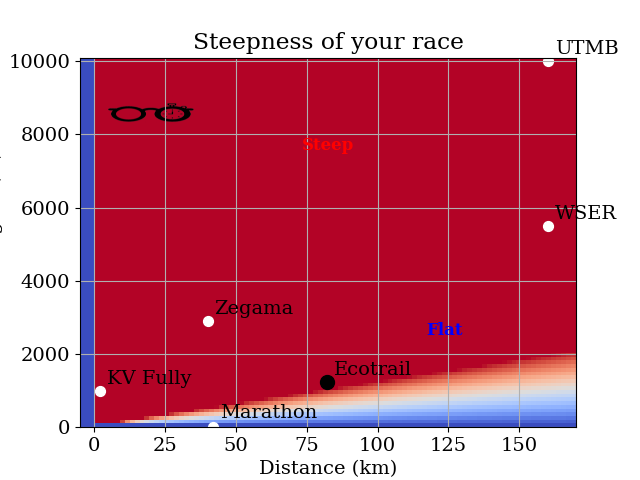 Steepness of your race
UTMB
10000
8000
Steep
6000
WSER
4000
Zegama
Flat
2000
Ecotrail
KV Fully
Marathon
0
0 25 50 75 100 125 150
Distance (km)